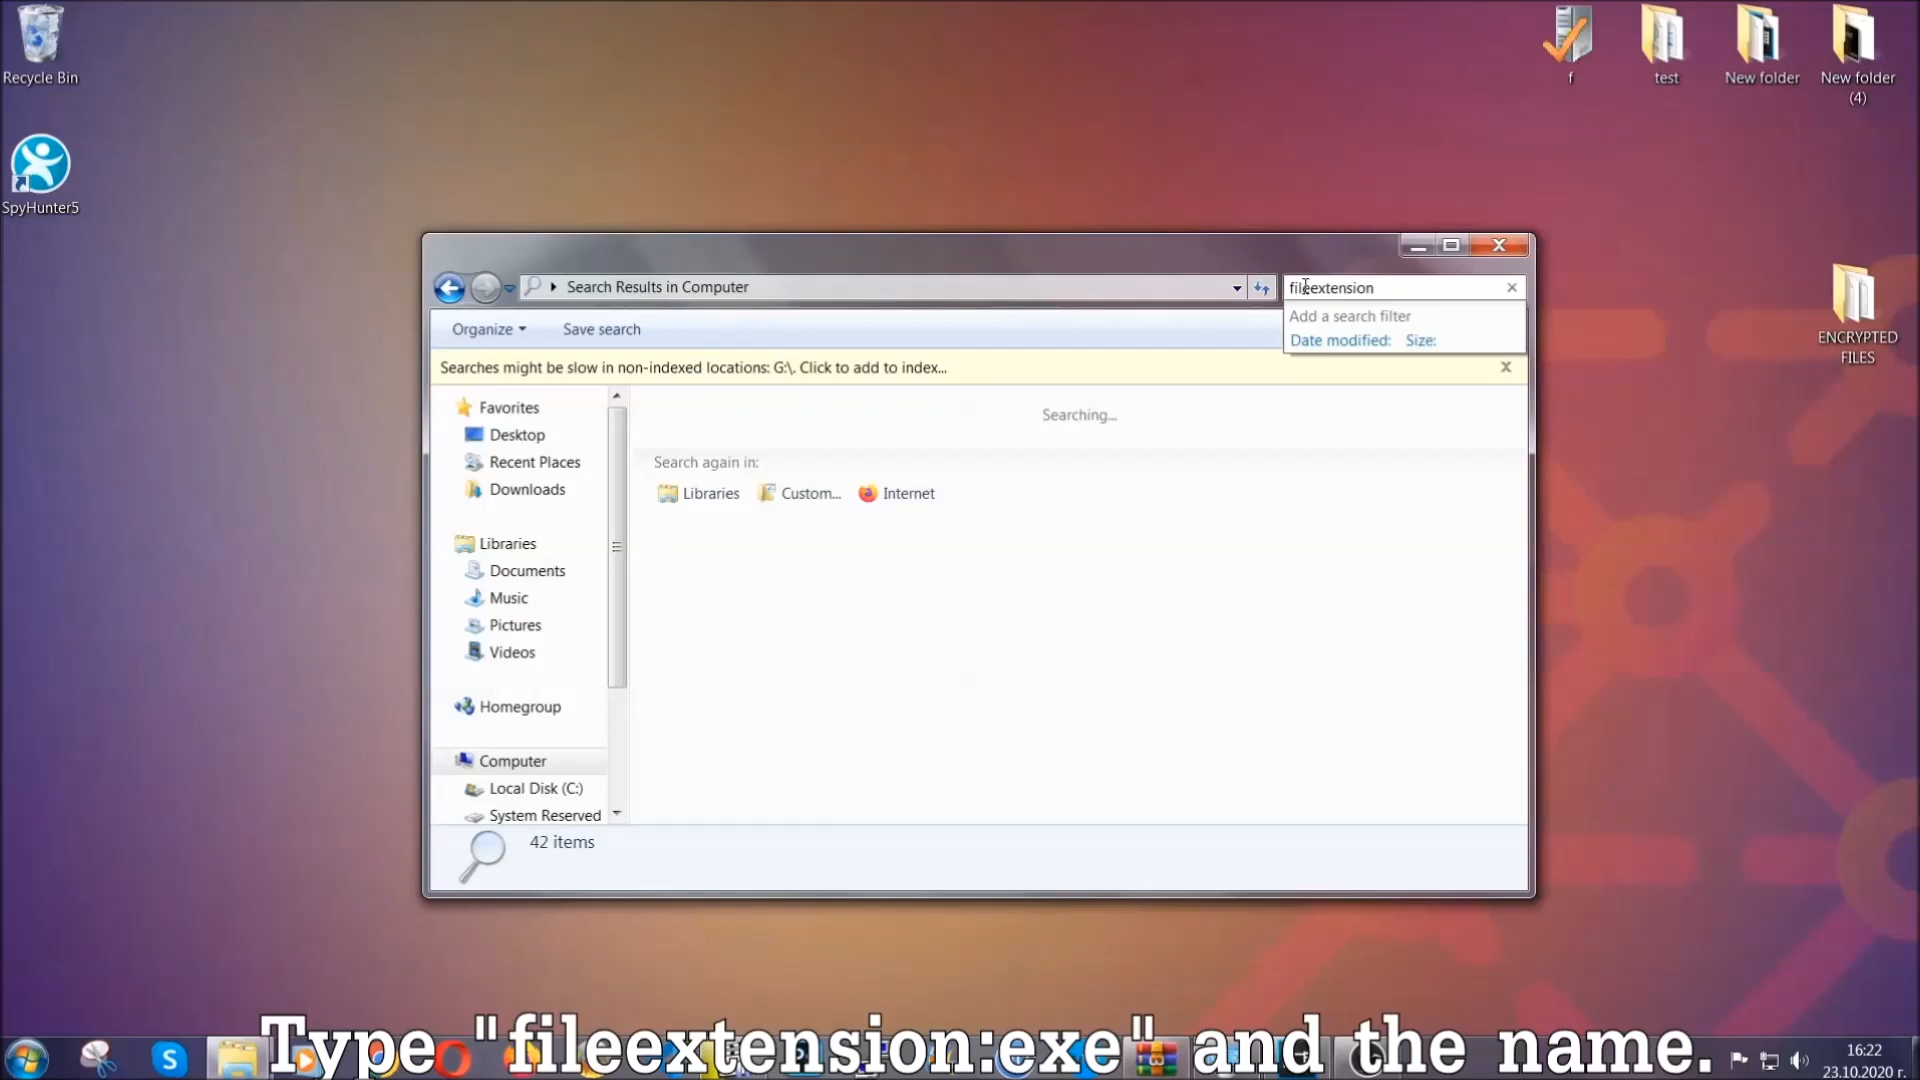 Recycle Bin
f
test
New folder
New folder
(4)
SpyHunter5
Search Results in Computer
fileextension
Add a search filter
Date modified: Size:
Organize
Save search
Searches might be slow in non-indexed locations: G:\. Click to add to index...
Favorites
Desktop
Recent Places
Downloads
Libraries
Documents
Music
Pictures
Videos
Homegroup
Computer
Local Disk (C:)
System Reserved
Searching...
Search again in:
Libraries
Custom...
Internet
42 items
ENCRYPTED
FILES
Type "fileextension:exe" and the name.
16:22
23.10.2020 г.